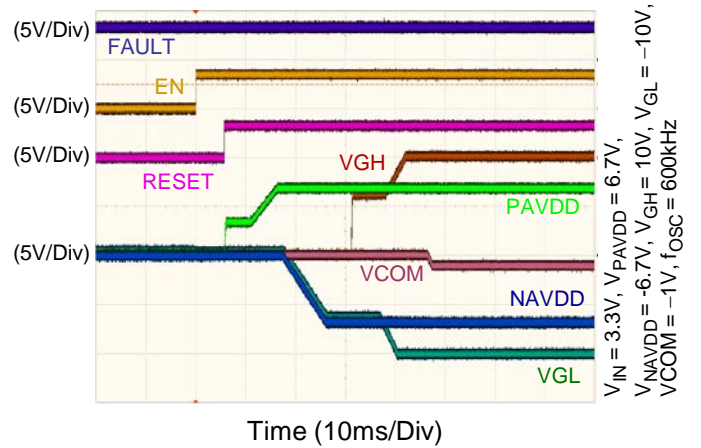 (5V/Div)
FAULT
EN
(5V/Div)
(5V/Div)
RESET
VGH
PAVDD
(5V/Div)
VCOM
NAVDD
VGL
Time (10ms/Div)
VIN = 3.3V, VPAVDD = 6.7V,
VNAVDD = -6.7V, VGH = 10V, VGL = −10V,
VCOM = −1V, fOSC = 600kHz